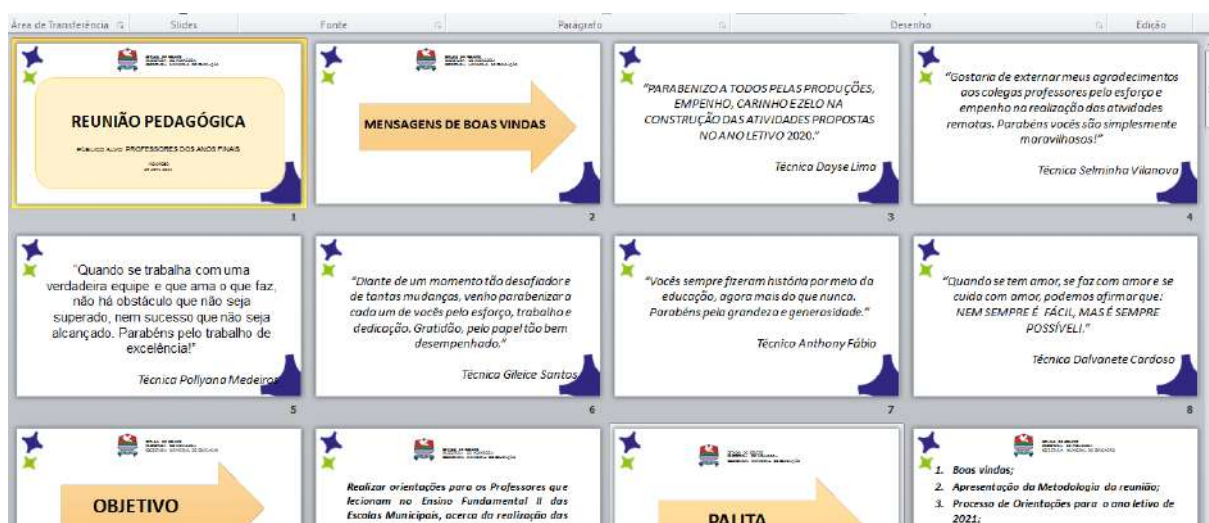 Área de Transferência
Slides
Fonte
Parágrafo
Desenho
Edição
REUNIÃO PEDAGÓGICA
PÚBLICO ALVO: PROFESSORES DOS ANOS FINAIS
1
MENSAGENS DE BOAS VINDAS
2
"PARABENIZO A TODOS PELAS PRODUÇÕES,
EMPENHO, CARINHO E ZELO NA
CONSTRUÇÃO DAS ATIVIDADES PROPOSTAS
NO ANO LETIVO 2020."
Técnica Dayse Lima
3
"Gostaria de externar meus agradecimentos
aos colegas professores pelo esforço e
empenho na realização das atividades
remotas. Parabéns vocês são simplesmente
maravilhosos!"
Técnica Selminha Vilanova
4
"Quando se trabalha com uma
verdadeira equipe e que ama o que faz,
não há obstáculo que não seja
superado, nem sucesso que não seja
alcançado. Parabéns pelo trabalho de
excelência!"
Técnica Pollyana Medeiros
5
"Diante de um momento tão desafiador e
de tantas mudanças, venho parabenizar a
cada um de vocês pelo esforço, trabalho e
dedicação. Gratidão, pelo papel tão bem
desempenhado."
Técnica Gileice Santos
6
"Vocês sempre fizeram história por meio da
educação, agora mais do que nunca.
Parabéns pela grandeza e generosidade."
Técnico Anthony Fábio
7
"Quando se tem amor, se faz com amor e se
cuida com amor, podemos afirmar que:
NEM SEMPRE É FÁCIL, MAS É SEMPRE
POSSÍVEL!."
Técnica Dalvanete Cardoso
8
OBJETIVO
Realizar orientações para os Professores que
lecionam no Ensino Fundamental II das
Escolas Municipais, acerca da realização das
PAUTA
1. Boas vindas;
2. Apresentação da Metodologia da reunião;
3. Processo de Orientações para o ano letivo de
2021;